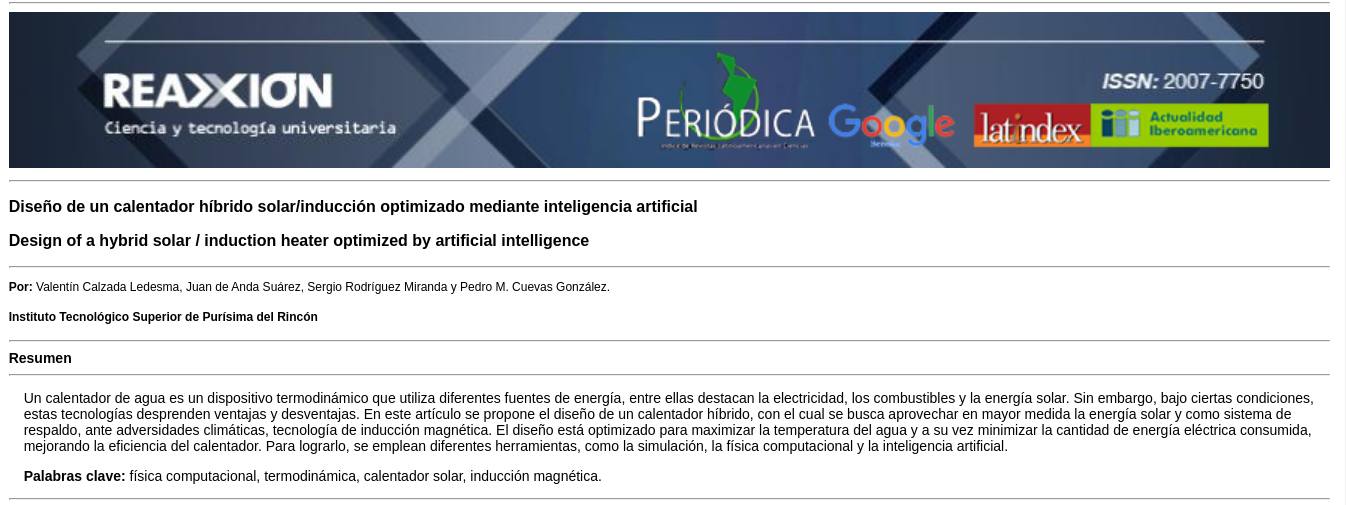 REAXXION
Ciencia y tecnología universitaria
PERIÓDICA
Índice de Revistas Latinoamericanas en Ciencias
Google
latindex
ISSN: 2007-7750
Actualidad
Iberoamericana
Diseño de un calentador híbrido solar/inducción optimizado mediante inteligencia artificial
Design of a hybrid solar / induction heater optimized by artificial intelligence
Por: Valentín Calzada Ledesma, Juan de Anda Suárez, Sergio Rodríguez Miranda y Pedro M. Cuevas González.
Instituto Tecnológico Superior de Purísima del Rincón
Resumen
Un calentador de agua es un dispositivo termodinámico que utiliza diferentes fuentes de energía, entre ellas destacan la electricidad, los combustibles y la energía solar. Sin embargo, bajo ciertas condiciones,
estas tecnologías desprenden ventajas y desventajas. En este artículo se propone el diseño de un calentador híbrido, con el cual se busca aprovechar en mayor medida la energía solar y como sistema de
respaldo, ante adversidades climáticas, tecnología de inducción magnética. El diseño está optimizado para maximizar la temperatura del agua y a su vez minimizar la cantidad de energía eléctrica consumida,
mejorando la eficiencia del calentador. Para lograrlo, se emplean diferentes herramientas, como la simulación, la física computacional y la inteligencia artificial.
Palabras clave: física computacional, termodinámica, calentador solar, inducción magnética.